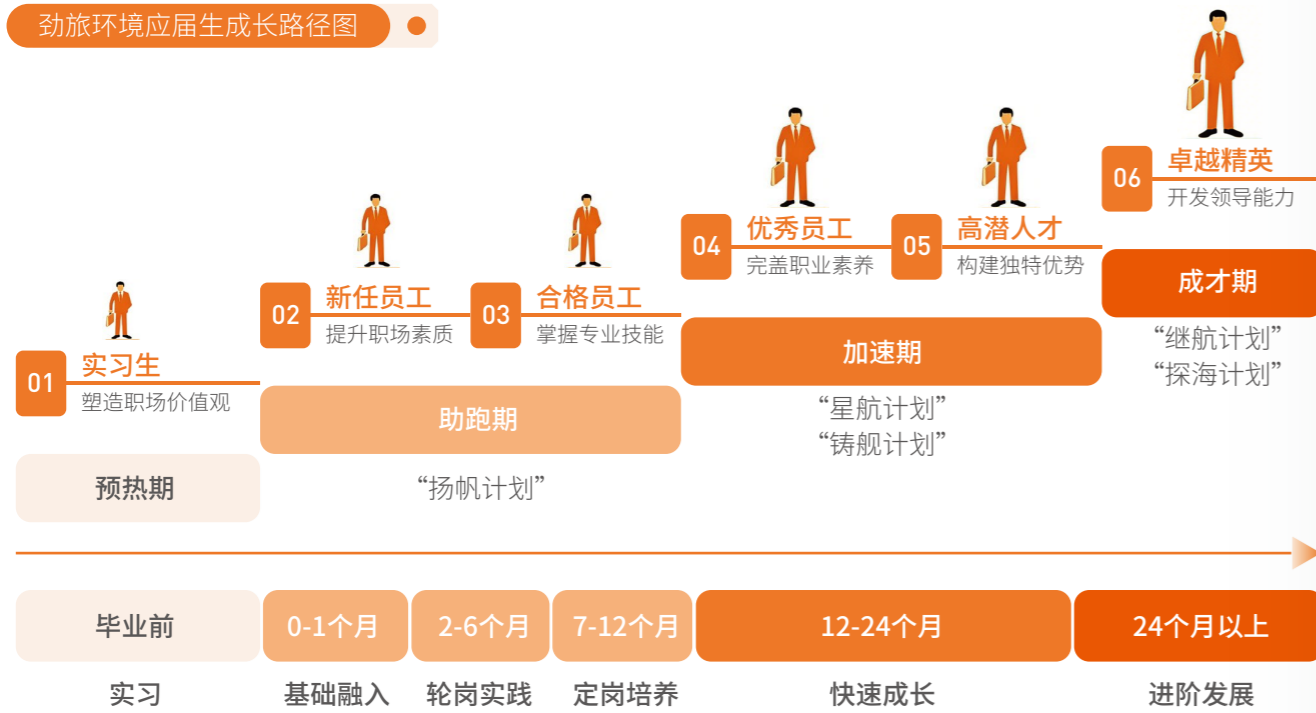 劲旅环境应届生成长路径图
06
卓越精英
开发领导能力
04
优秀员工
完盖职业素养
05
高潜人才
构建独特优势
成才期
“继航计划”
“探海计划”
02
新任员工
提升职场素质
03
合格员工
掌握专业技能
加速期
“星航计划”
“铸舰计划”
01
实习生
塑造职场价值观
助跑期
“扬帆计划”
预热期
毕业前
0-1个月
2-6个月
7-12个月
12-24个月
24个月以上
实习
基础融入
轮岗实践
定岗培养
快速成长
进阶发展